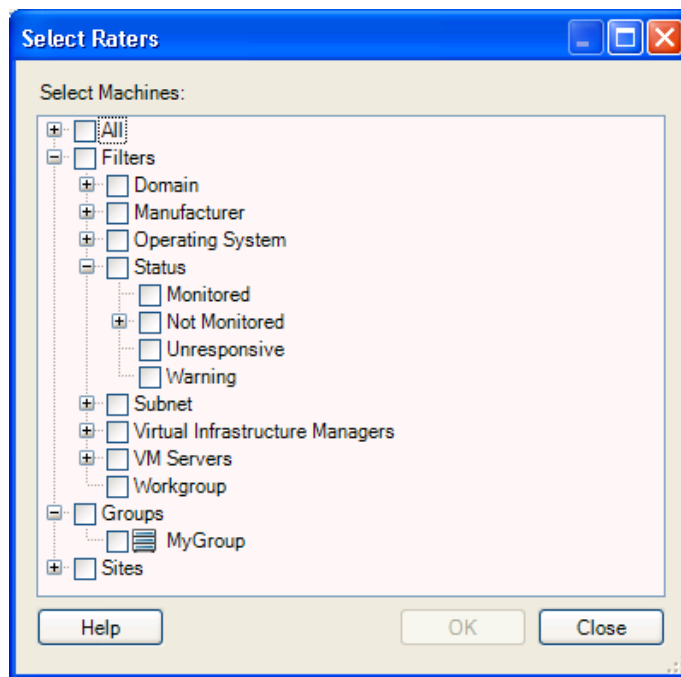 Select Raters
Select Machines:
All
Filters
Domain
Manufacturer
Operating System
Status
Monitored
Not Monitored
Unresponsive
Warning
Subnet
Virtual Infrastructure Managers
VM Servers
Workgroup
Groups
MyGroup
Sites
Help OK Close